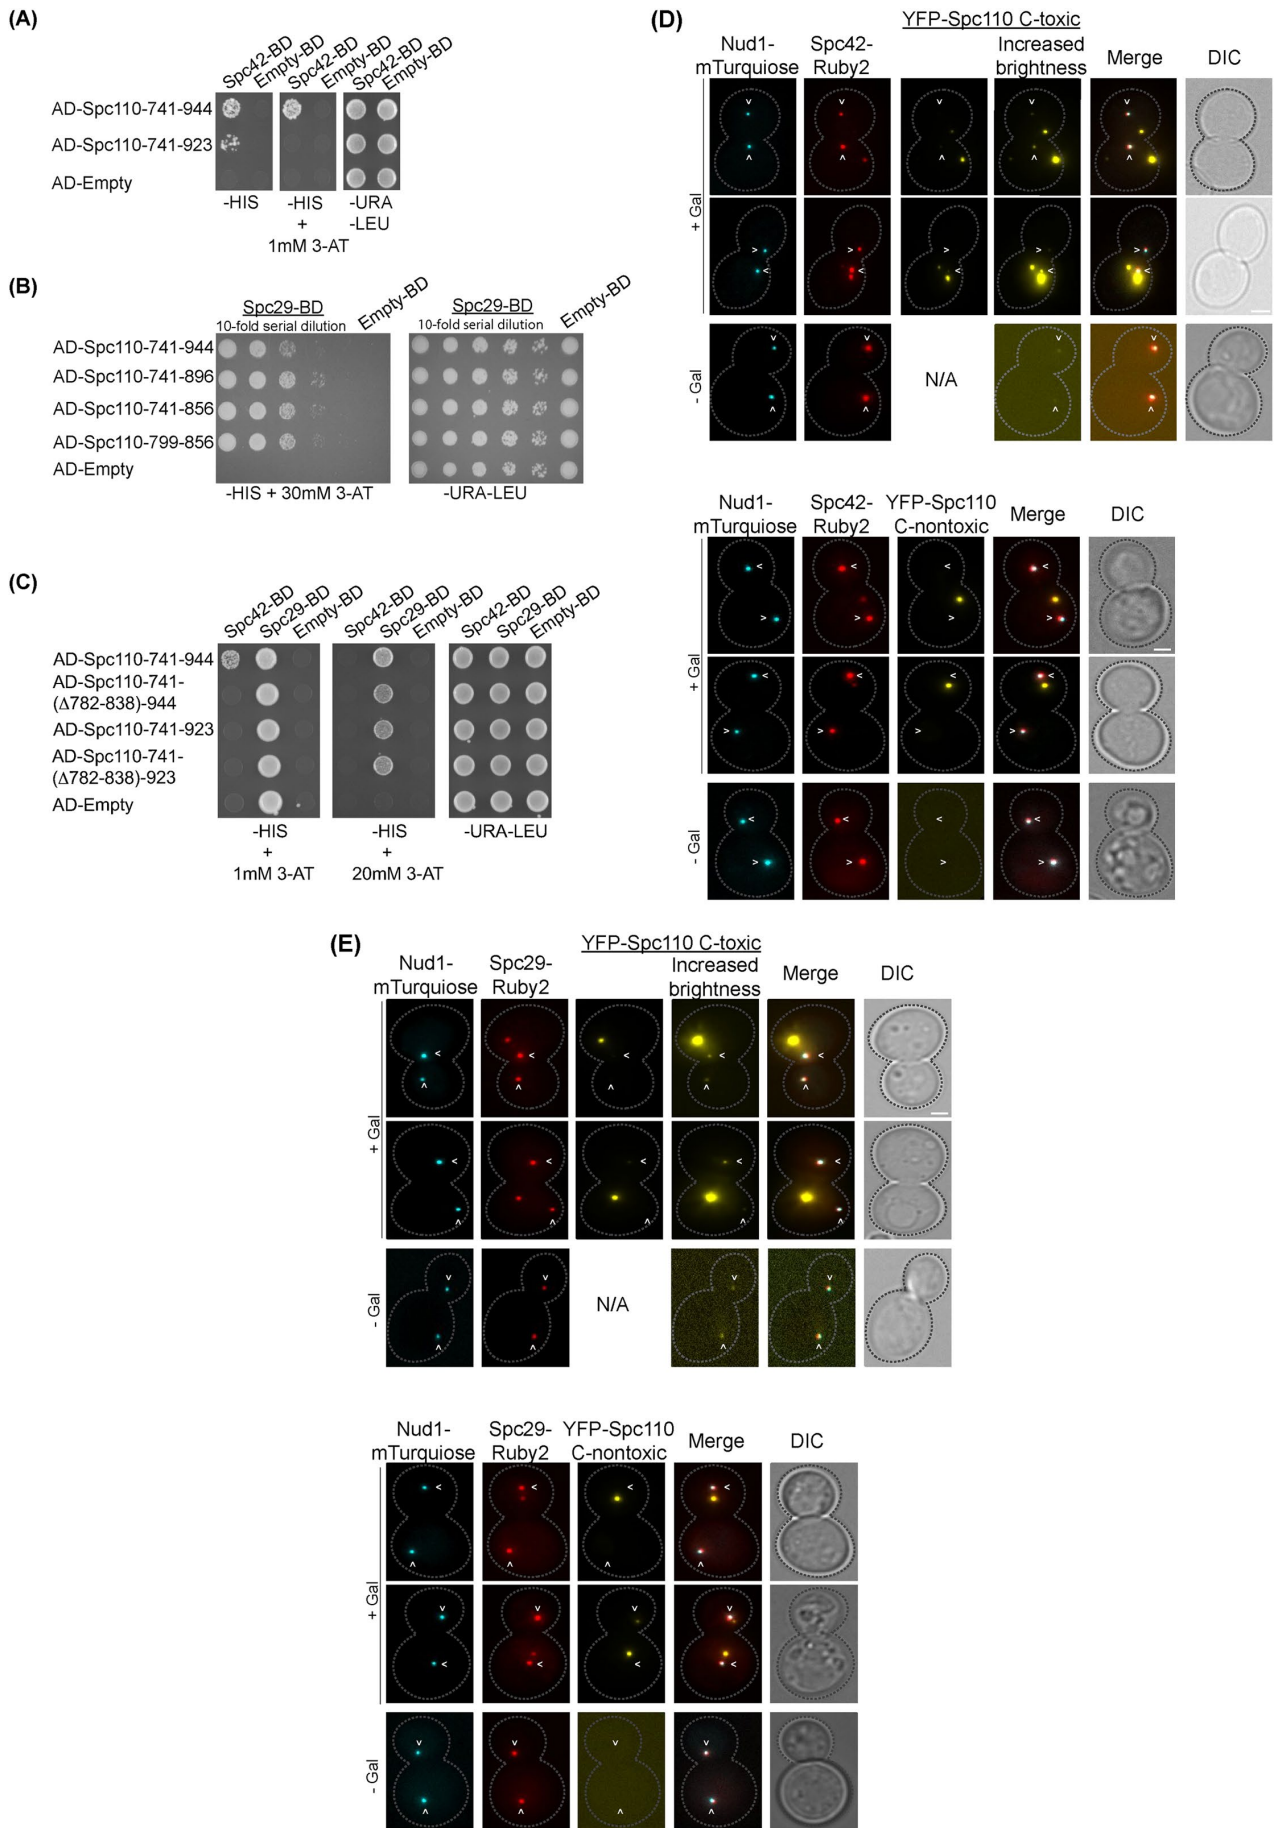 (A)
Spc42-BD
Empty-BD
Spc42-BD
Empty-BD
Spc42-BD
Empty-BD
AD-Spc110-741-944
AD-Spc110-741-923
AD-Empty
-HIS
-HIS
+
1mM 3-AT
-URA
-LEU
(B)
Spc29-BD
10-fold serial dilution
Empty-BD
Spc29-BD
10-fold serial dilution
Empty-BD
AD-Spc110-741-944
AD-Spc110-741-896
AD-Spc110-741-856
AD-Spc110-799-856
AD-Empty
-HIS + 30mM 3-AT
-URA-LEU
(C)
Spc42-BD
Spc29-BD
Empty-BD
Spc42-BD
Spc29-BD
Empty-BD
Spc42-BD
Spc29-BD
Empty-BD
AD-Spc110-741-944
AD-Spc110-741-
(Δ782-838)-944
AD-Spc110-741-923
AD-Spc110-741-
(Δ782-838)-923
AD-Empty
-HIS
+
1mM 3-AT
-HIS
+
20mM 3-AT
-URA-LEU
(D)
YFP-Spc110 C-toxic
Nud1-
mTurquiose
Spc42-
Ruby2
Increased
brightness
Merge
DIC
+ Gal
- Gal
N/A
Nud1-
mTurquiose
Spc42-
Ruby2
YFP-Spc110
C-nontoxic
Merge
DIC
+ Gal
- Gal
(E)
YFP-Spc110 C-toxic
Nud1-
mTurquiose
Spc29-
Ruby2
Increased
brightness
Merge
DIC
+ Gal
- Gal
N/A
Nud1-
mTurquiose
Spc29-
Ruby2
YFP-Spc110
C-nontoxic
Merge
DIC
+ Gal
- Gal